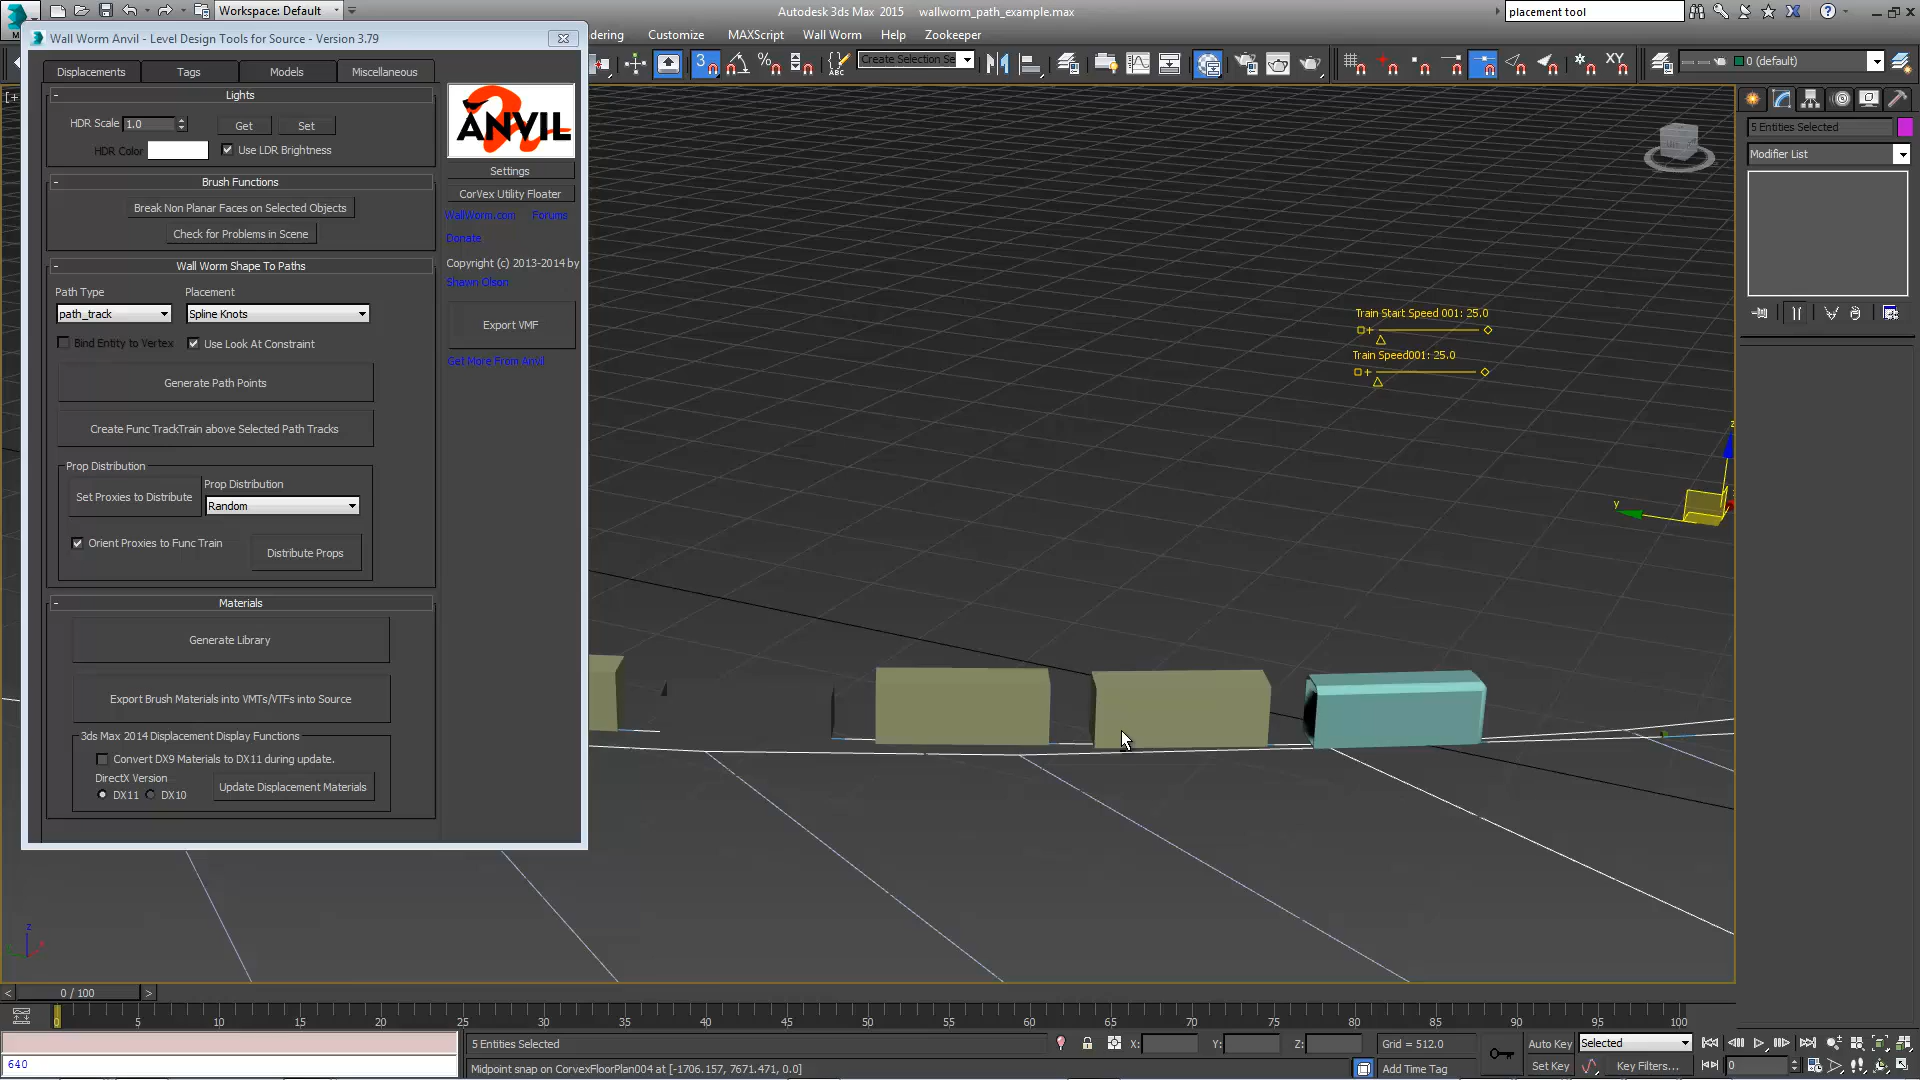 Workspace: Default
Autodesk 3ds Max 2015    wallworm_path_example.max
placement tool
Wall Worm Anvil - Level Design Tools for Source - Version 3.79
dering  Customize  MAXScript  Wall Worm  Help  Zookeeper
Create Selection Se
0 (default)
Displacements  Tags  Models  Miscellaneous
Lights
HDR Scale  1.0  Get  Set
HDR Color  Use LDR Brightness
ANVIL
Settings
CorVex Utility Floater
WallWorm.com  Forums
Donate
Copyright (c) 2013-2014 by
Shawn Olson
Export VMF
Get More From Anvil
Brush Functions
Break Non Planar Faces on Selected Objects
Check for Problems in Scene
Wall Worm Shape To Paths
Path Type  Placement
path_track  Spline Knots
Bind Entity to Vertex  Use Look At Constraint
Generate Path Points
Create Func TrackTrain above Selected Path Tracks
Prop Distribution
Prop Distribution
Set Proxies to Distribute
Random
Orient Proxies to Func Train
Distribute Props
Materials
Generate Library
Export Brush Materials into VMTs/VTFs into Source
3ds Max 2014 Displacement Display Functions
Convert DX9 Materials to DX11 during update.
DirectX Version
DX11  DX10  Update Displacement Materials
Train Start Speed 001: 25.0
Train Speed001: 25.0
y
z
5 Entities Selected
Modifier List
z
0 / 100
0 5 10 15 20 25 30 35 40 45 50 55 60 65 70 75 80 85 90 95 100
5 Entities Selected
X:  Y:  Z:  Grid = 512.0
Auto Key  Selected
640
Midpoint snap on CorvexFloorPlan004 at [-1706.157, 7671.471, 0.0]
Add Time Tag
Set Key  Key Filters...  0